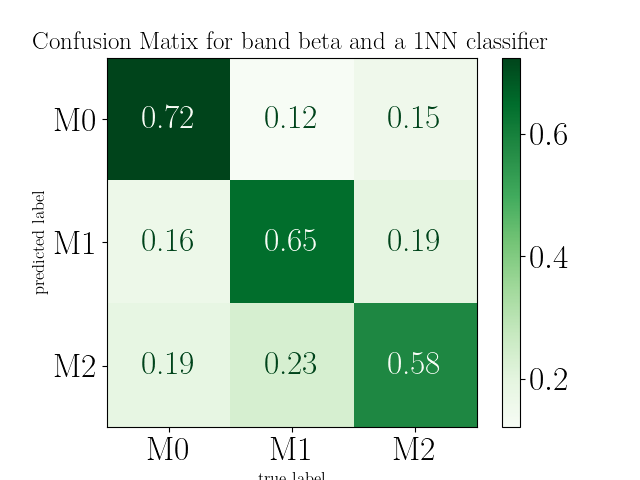 Confusion Matix for band beta and a 1NN classifier
M0 0.72 0.12 0.15
M1 0.16 0.65 0.19
M2 0.19 0.23 0.58
M0 M1 M2
predicted label
true label
0.6
0.4
0.2